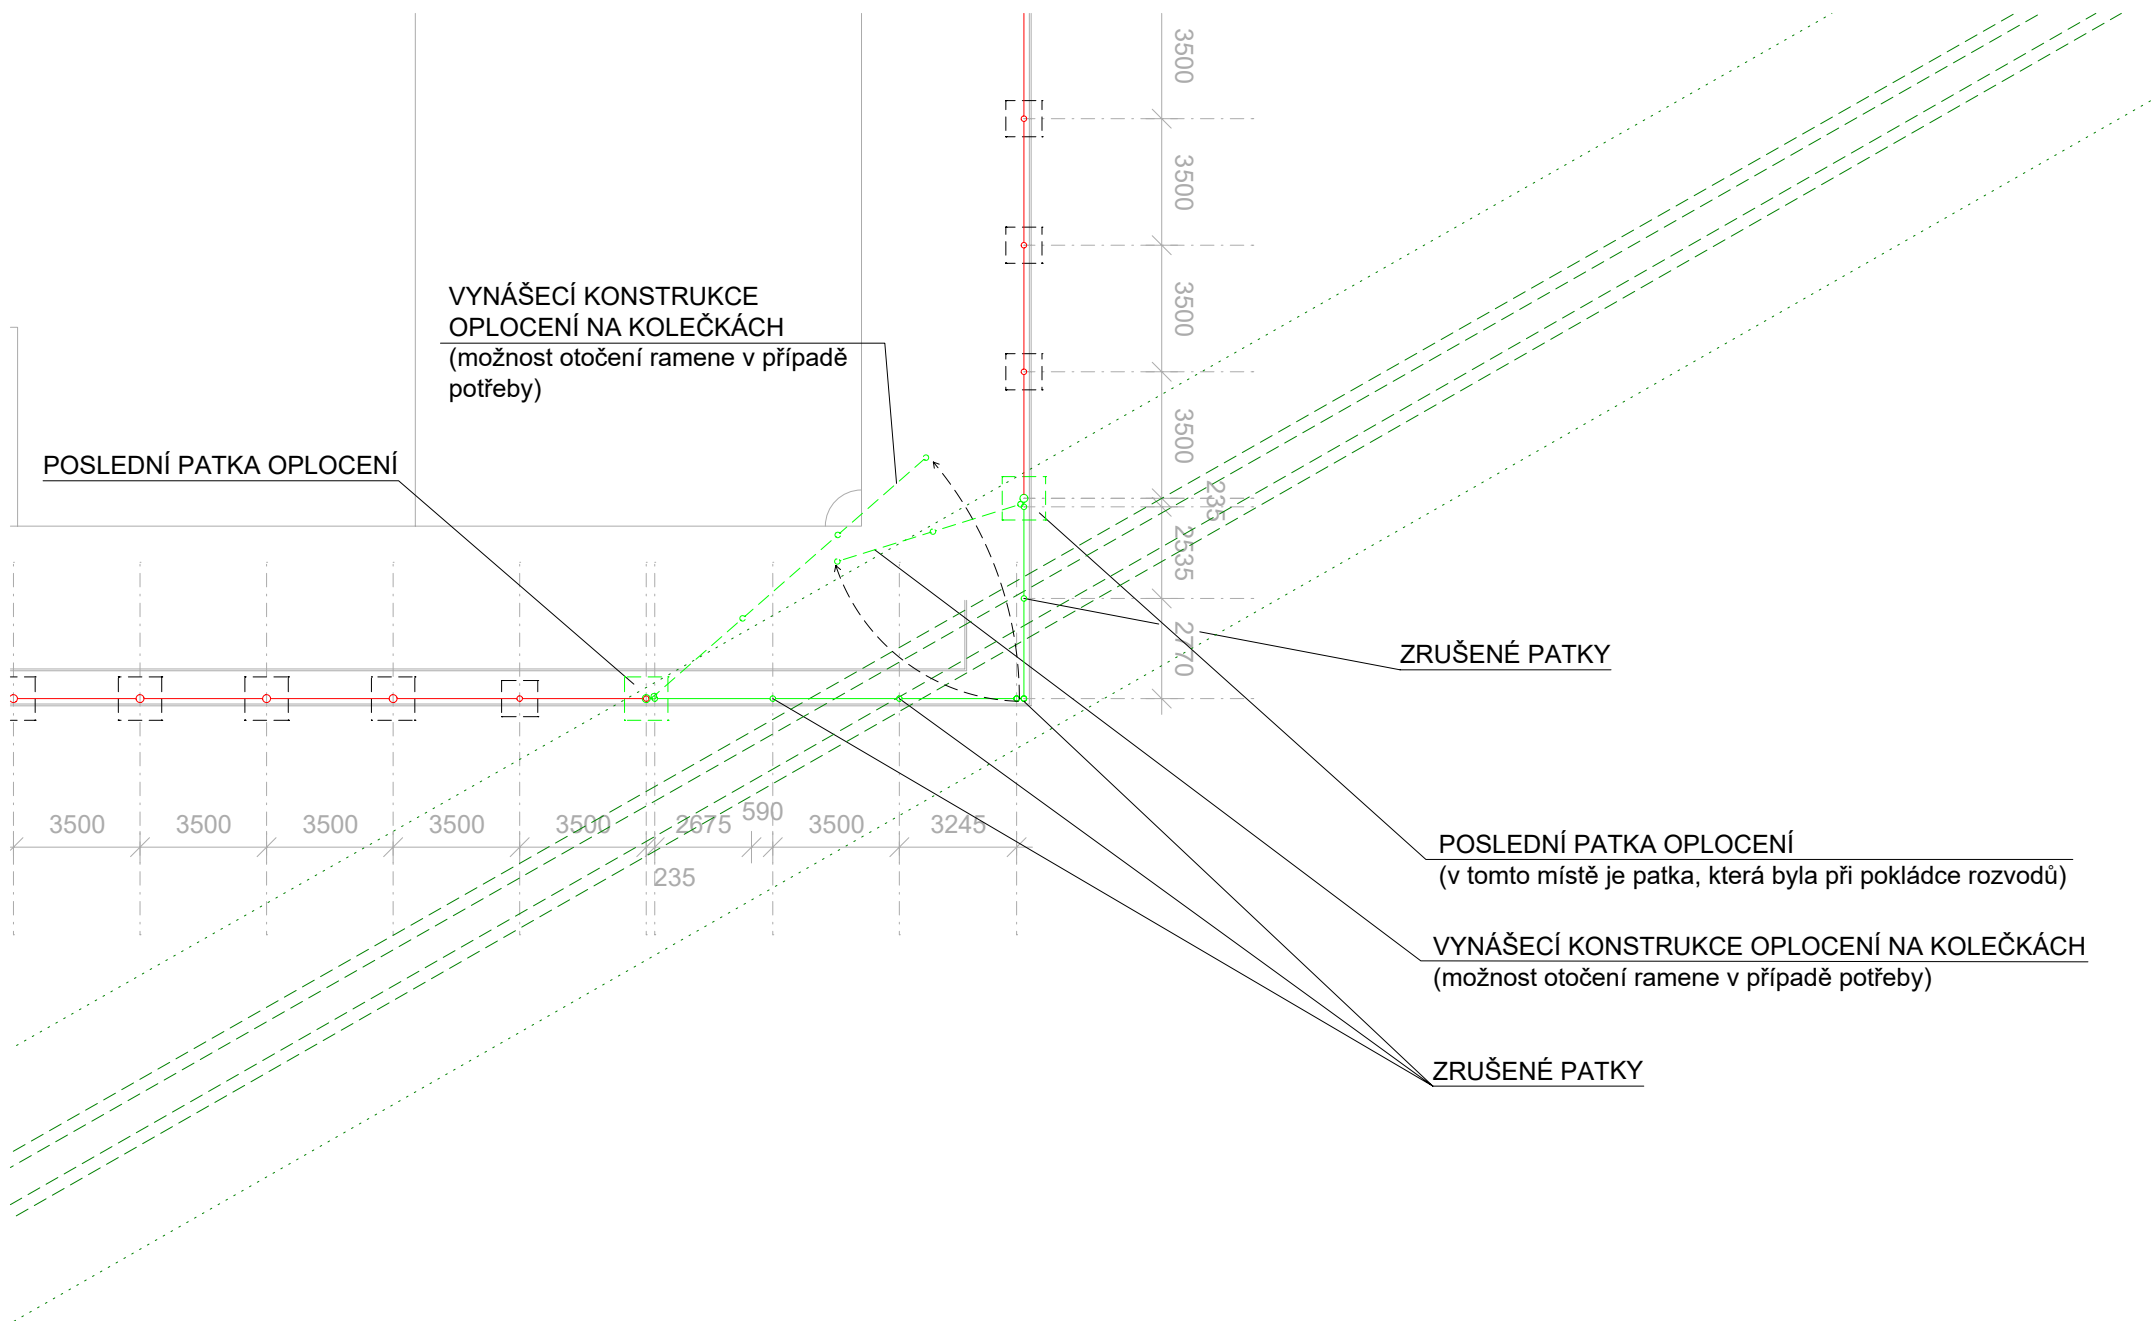 3500
3500
3500
3500
235
2535
2770
VYNÁŠECÍ KONSTRUKCE
OPLOCENÍ NA KOLEČKÁCH
(možnost otočení ramene v případě
potřeby)
POSLEDNÍ PATKA OPLOCENÍ
ZRUŠENÉ PATKY
3500
3500
3500
3500
3500
2675
590
3500
3245
235
POSLEDNÍ PATKA OPLOCENÍ
(v tomto místě je patka, která byla při pokládce rozvodů)
VYNÁŠECÍ KONSTRUKCE OPLOCENÍ NA KOLEČKÁCH
(možnost otočení ramene v případě potřeby)
ZRUŠENÉ PATKY